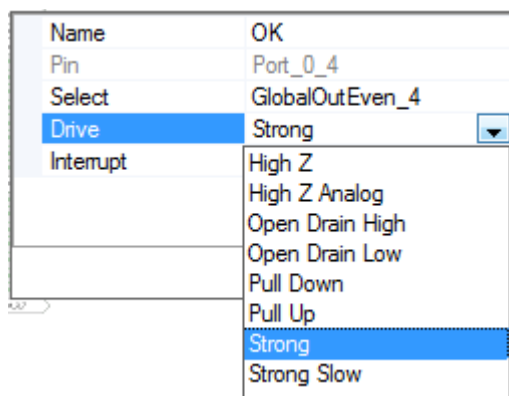 Name OK
Pin Port_0_4
Select GlobalOutEven_4
Drive Strong
Interrupt
High Z
High Z Analog
Open Drain High
Open Drain Low
Pull Down
Pull Up
Strong
Strong Slow